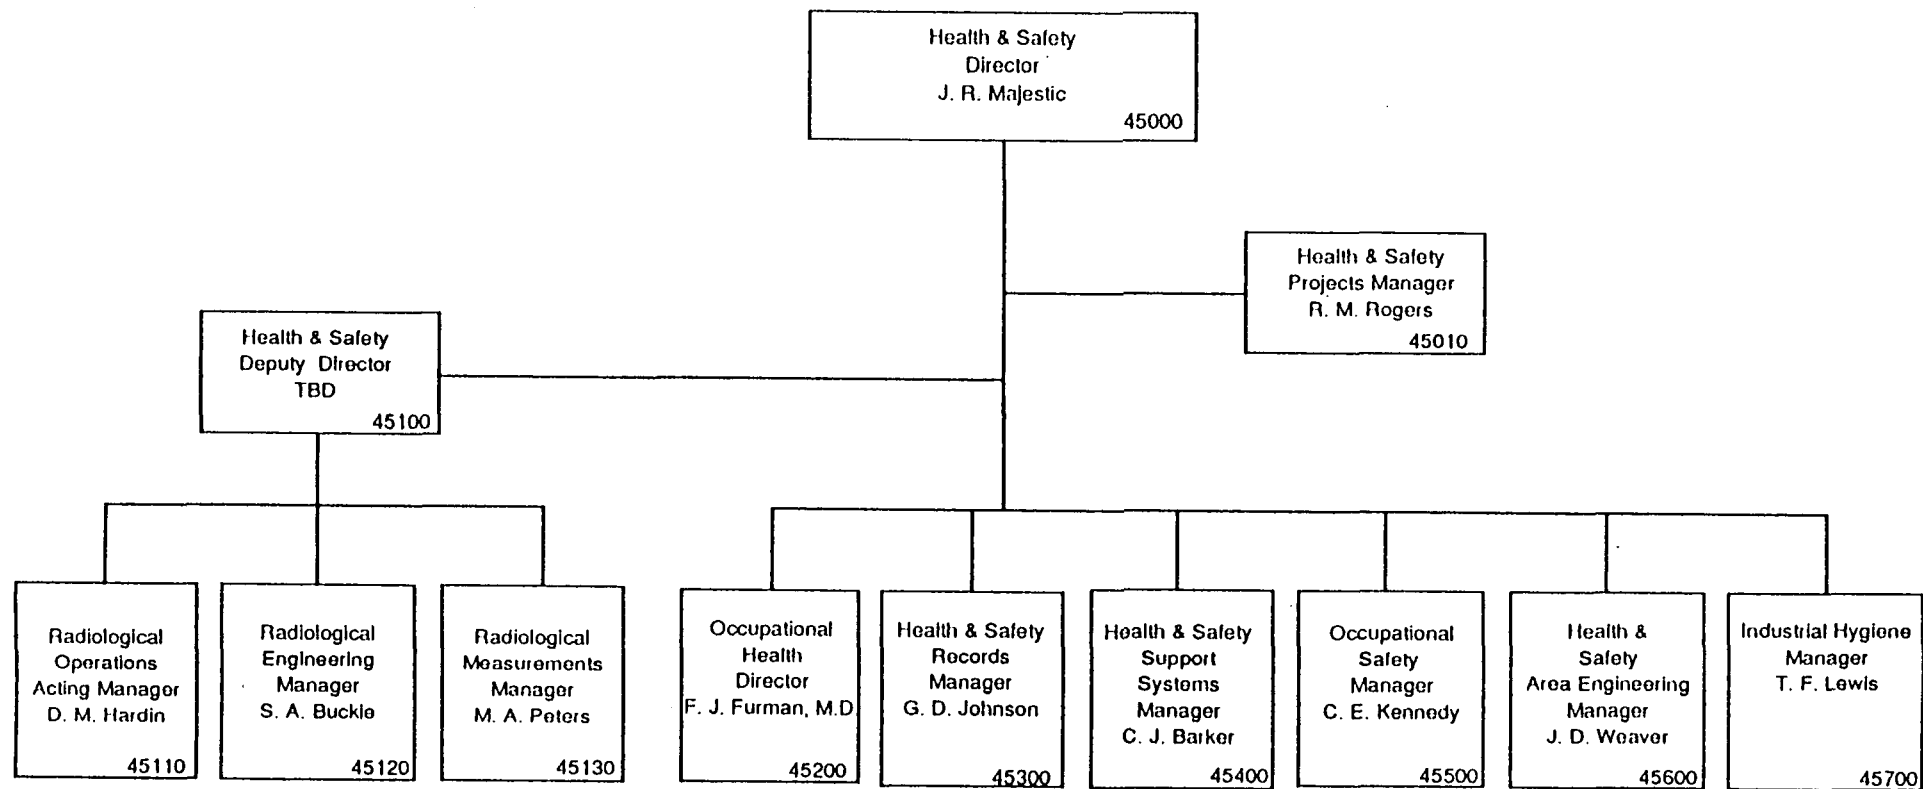 Health & Safety
Director
J. R. Majestic
45000
Health & Safety
Projects Manager
R. M. Rogers
45010
Health & Safety
Deputy Director
TBD
45100
Radiological
Operations
Acting Manager
D. M. Hardin
45110
Radiological
Engineering
Manager
S. A. Buckie
45120
Radiological
Measurements
Manager
M. A. Peters
45130
Occupational
Health
Director
F. J. Furman, M.D
45200
Health & Safety
Records
Manager
G. D. Johnson
45300
Health & Safety
Support
Systems
Manager
C. J. Barker
45400
Occupational
Safety
Manager
C. E. Kennedy
45500
Health &
Safety
Area Engineering
Manager
J. D. Weaver
45600
Industrial Hygiene
Manager
T. F. Lewis
45700